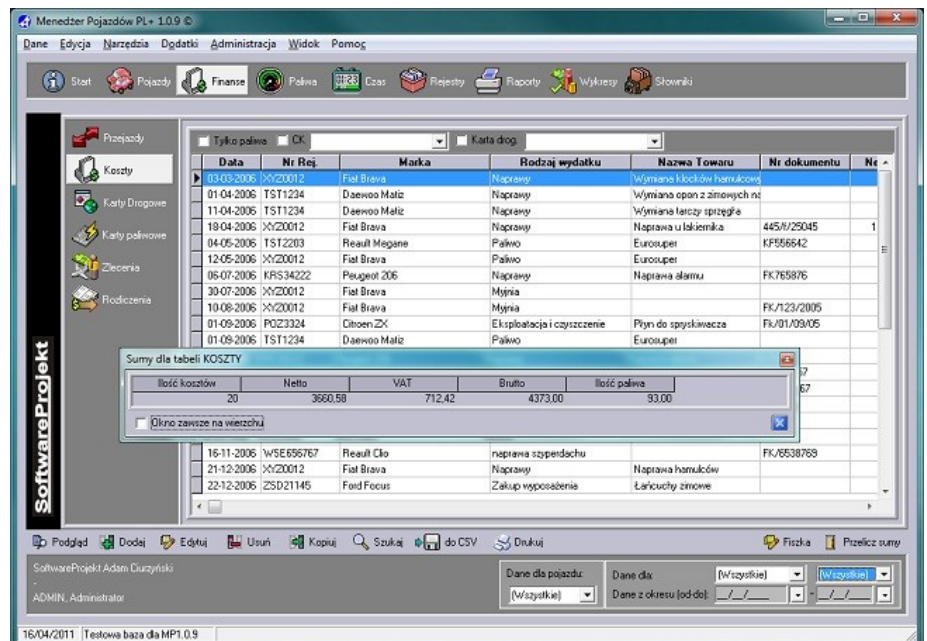 Menedżer Pojazdów PL+ 1.0.9 ©
Dane Edycja Narzędzia Dodatki Administracja Widok Pomoc
Start Pojazdy Finanse Paliwa Czas Rejestry Raporty Wykresy Słowniki
Przejazdy
Koszty
Karty Drogowe
Karty paliwowe
Zlecenia
Rozliczenia
SoftwareProjekt
Tylko paliwa CK Karta drog.
Data Nr Rej. Marka Rodzaj wydatku Nazwa Towaru Nr dokumentu Ne
03-03-2006 XYZ0012 Fiat Brava Naprawy Wymiana klocków hamulcowy
01-04-2006 TST1234 Daewoo Matiz Naprawy Wymiana opon z zimowych na
11-04-2006 TST1234 Daewoo Matiz Naprawy Wymiana tarczy sprzęgła
18-04-2006 XYZ0012 Fiat Brava Naprawy Naprawa u lakiernika 445/f/25045 1
04-05-2006 TST2203 Reault Megane Paliwo Eurosuper KF556642
12-05-2006 XYZ0012 Fiat Brava Paliwo Eurosuper
06-07-2006 KRS34222 Peugeot 206 Naprawy Naprawa alarmu FK765876
30-07-2006 XYZ0012 Fiat Brava Myjnia
10-08-2006 XYZ0012 Fiat Brava Myjnia FK/123/2005
01-09-2006 POZ3324 Citroen ZX Eksploatacja i czyszczenie Płyn do spryskiwacza Fk/01/09/05
01-09-2006 TST1234 Daewoo Matiz Paliwo Eurosuper
Sumy dla tabeli KOSZTY
Ilość kosztów Netto VAT Brutto Ilość paliwa
20 3660,58 712,42 4373,00 93,00
Okno zawsze na wierzchu
57
67
16-11-2006 WSE656767 Reault Clio naprawa szyperdachu FK/6538769
21-12-2006 XYZ0012 Fiat Brava Naprawy Naprawa hamulców
22-12-2006 ZSD21145 Ford Focus Zakup wyposażenia Łańcuchy zimowe
Podgląd Dodaj Edytuj Usuń Kopiuj Szukaj do CSV Drukuj Fiszka Przelicz sumy
SoftwareProjekt Adam Ciurzyński
-
ADMIN, Administrator
Dane dla pojazdu: (Wszystkie)
Dane dla: (Wszystkie) (Wszystkie)
Dane z okresu (od-do): __/__/__ - __/__/__
16/04/2011 Testowa baza dla MP1.0.9